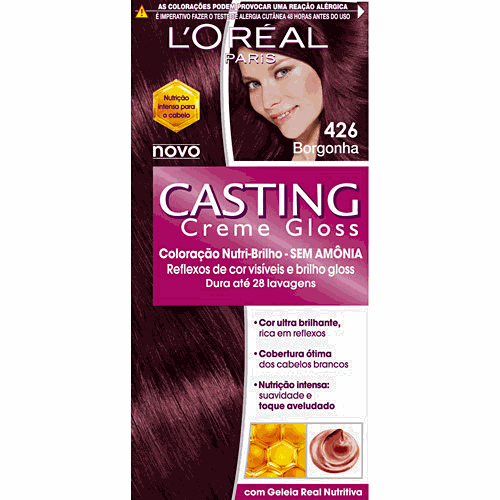 AS COLORAÇÕES PODEM PROVOCAR UMA REAÇÃO ALÉRGICA
É IMPERATIVO FAZER O TESTE DE ALERGIA CUTÂNEA 48 HORAS ANTES DO USO
L'ORÉAL
PARIS
Nutrição
intensa para
o cabelo
novo
426
Borgonha
CASTING
Creme Gloss
Coloração Nutri-Brilho - SEM AMÔNIA
Reflexos de cor visíveis e brilho gloss
Dura até 28 lavagens
• Cor ultra brilhante,
rica em reflexos
• Cobertura ótima
dos cabelos brancos
• Nutrição intensa:
suavidade e
toque aveludado
com Geleia Real Nutritiva